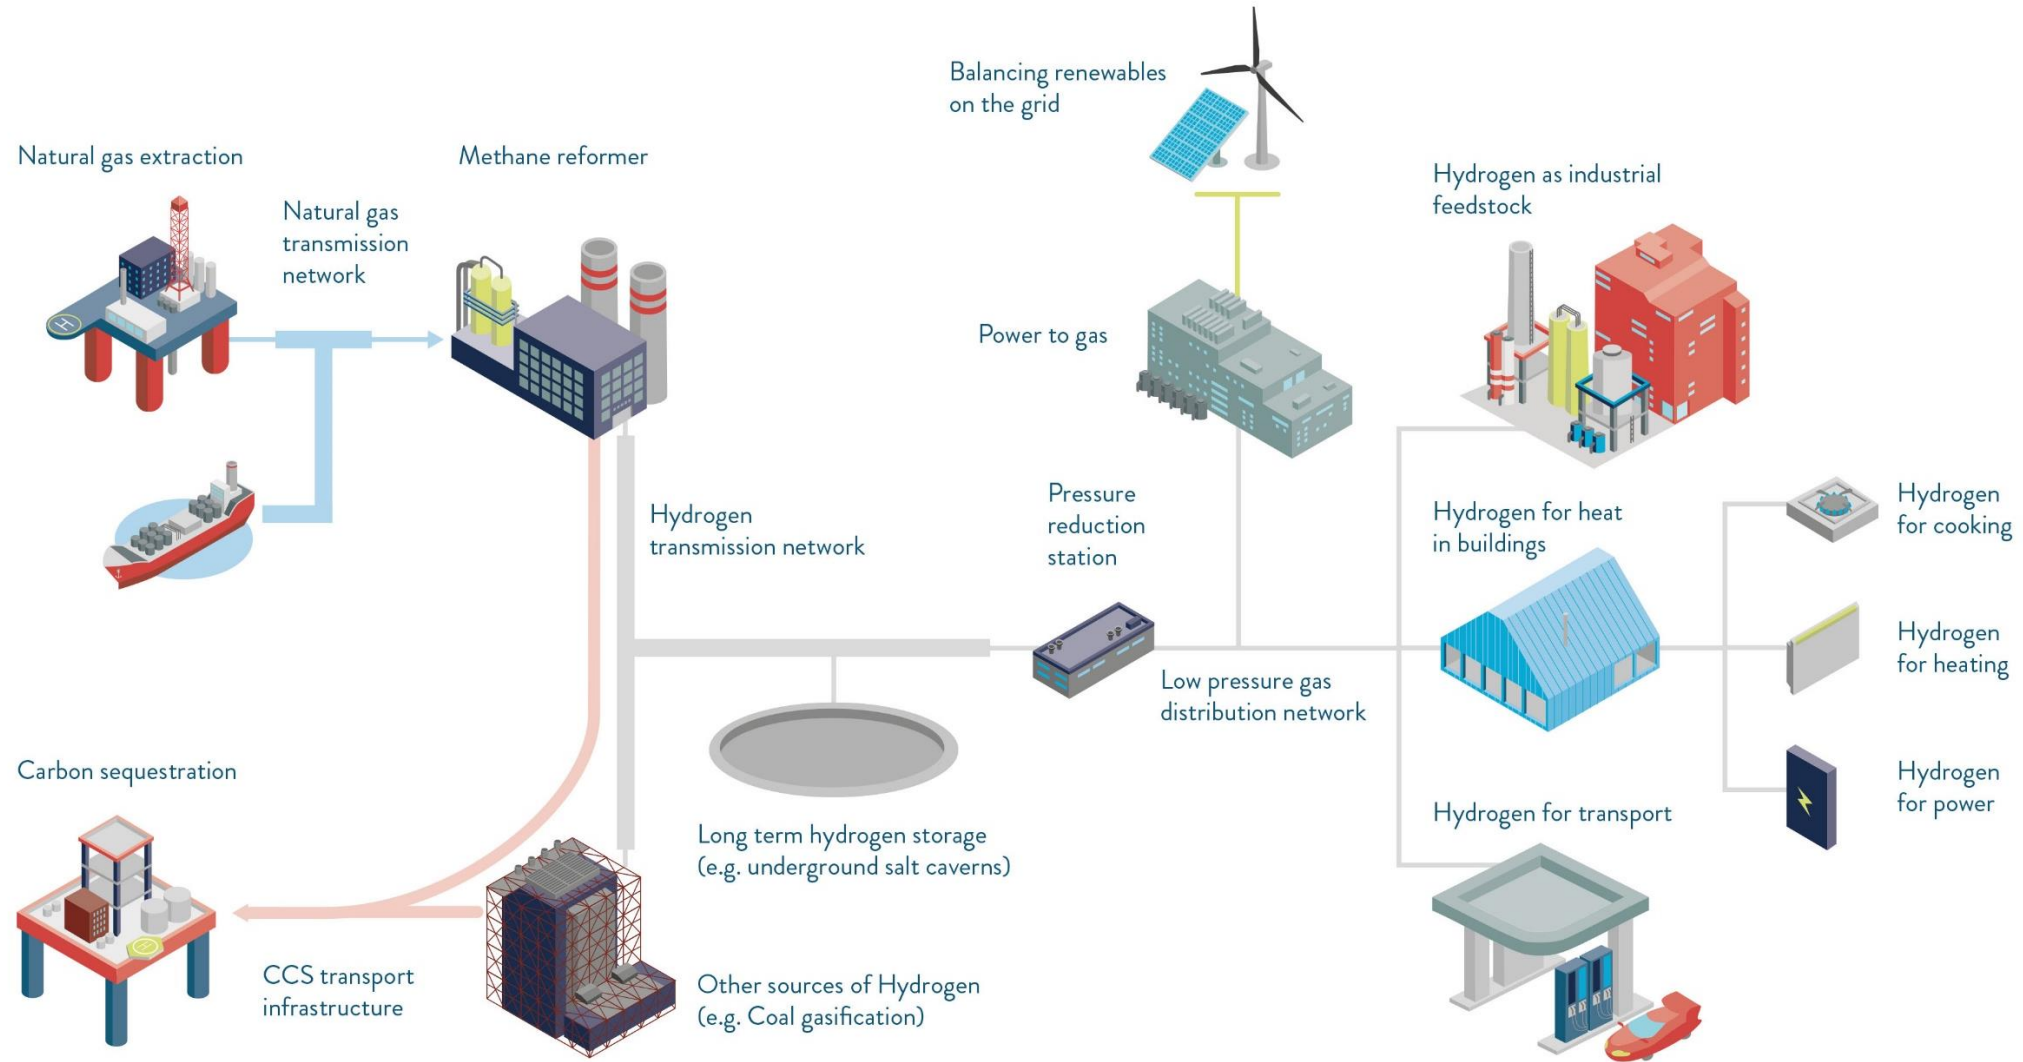 Balancing renewables
on the grid
Natural gas extraction
Methane reformer
Hydrogen as industrial
feedstock
Natural gas
transmission
network
Power to gas
Pressure
reduction
station
Hydrogen
transmission network
Hydrogen for heat
in buildings
Hydrogen
for cooking
Hydrogen
for heating
Low pressure gas
distribution network
Carbon sequestration
Hydrogen
for power
Hydrogen for transport
Long term hydrogen storage
(e.g. underground salt caverns)
CCS transport
infrastructure
Other sources of Hydrogen
(e.g. Coal gasification)
H
H